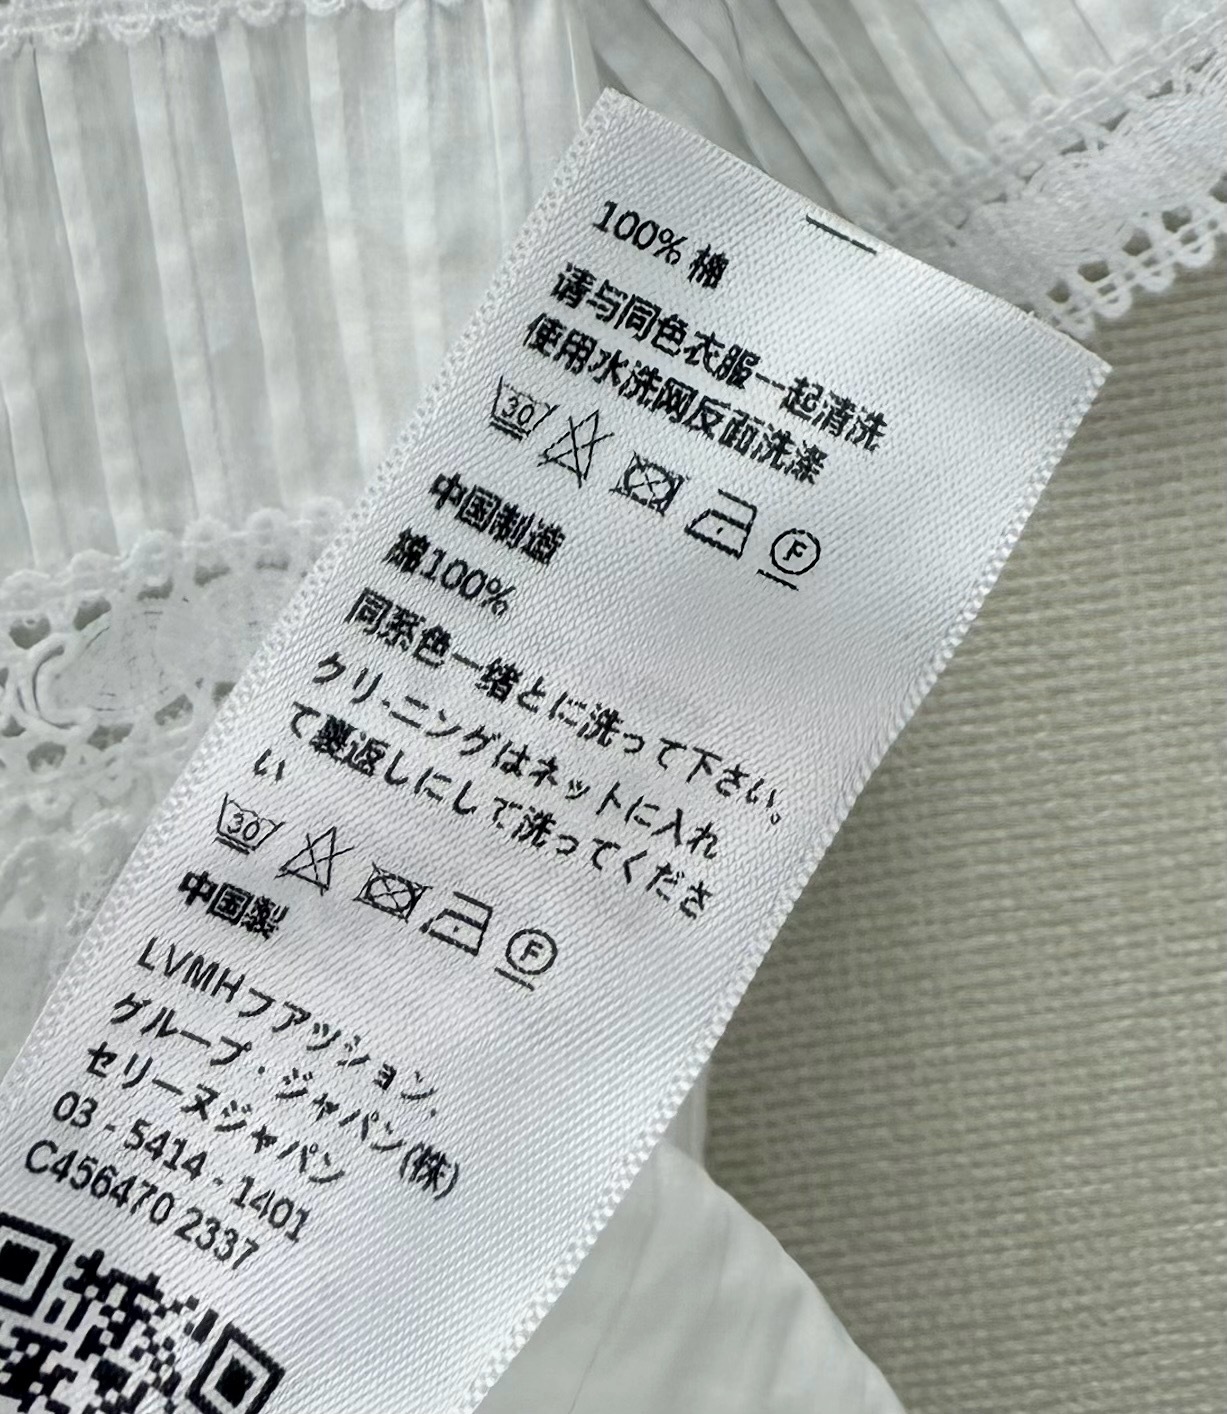 100% 棉
请与同色衣服一起清洗
使用水洗网反面洗涤
30 F
中国制造
綿100%
同系色一绪とに洗って下さい。
クリーニングはネットに入れ
て裏返しにして洗ってくださ
い
30 F
中国製
LVMHファッション.
グループ・ジャパン(株)
セリーヌジャパン
03 - 5414 - 1401
C456470 2337